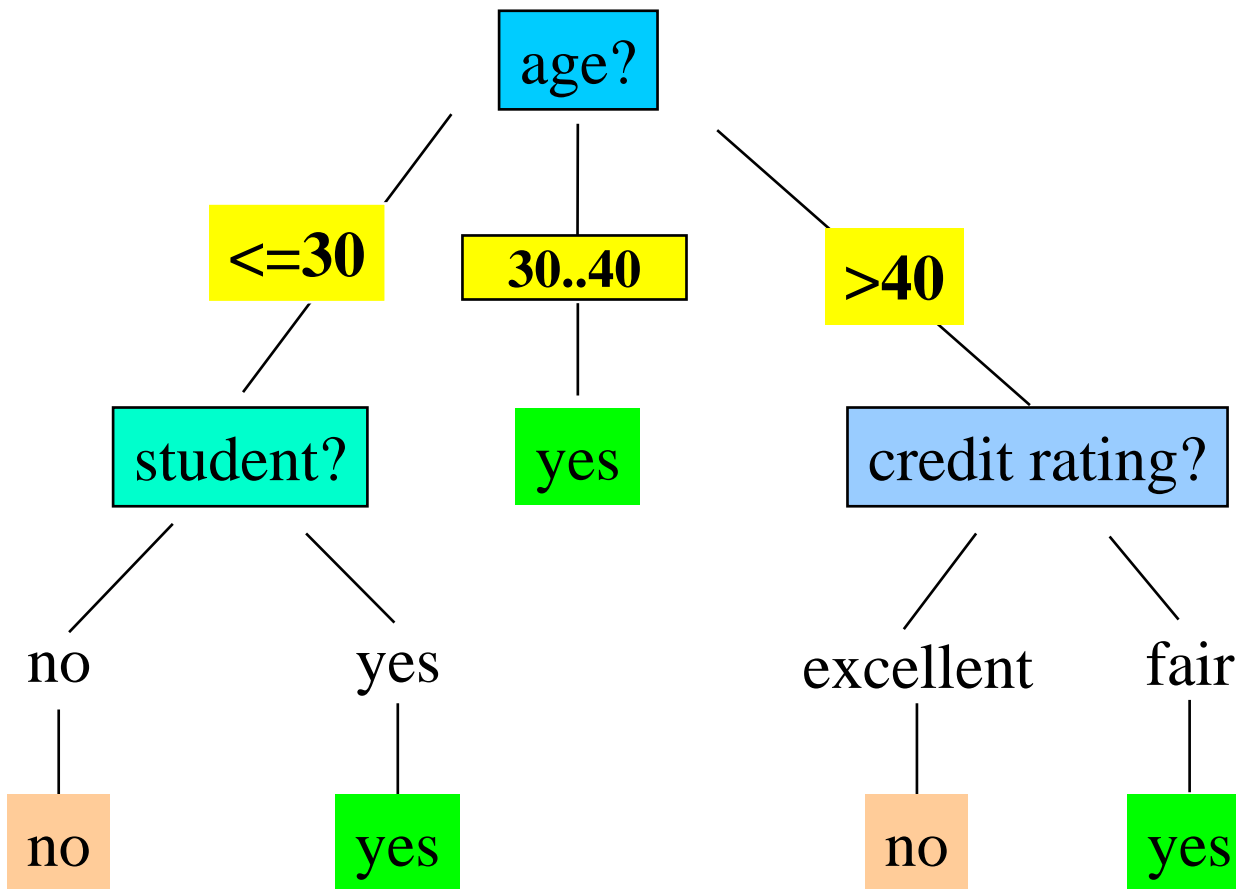 age?
<=30
30..40
>40
student?
yes
credit rating?
no
yes
excellent
fair
no
yes
no
yes